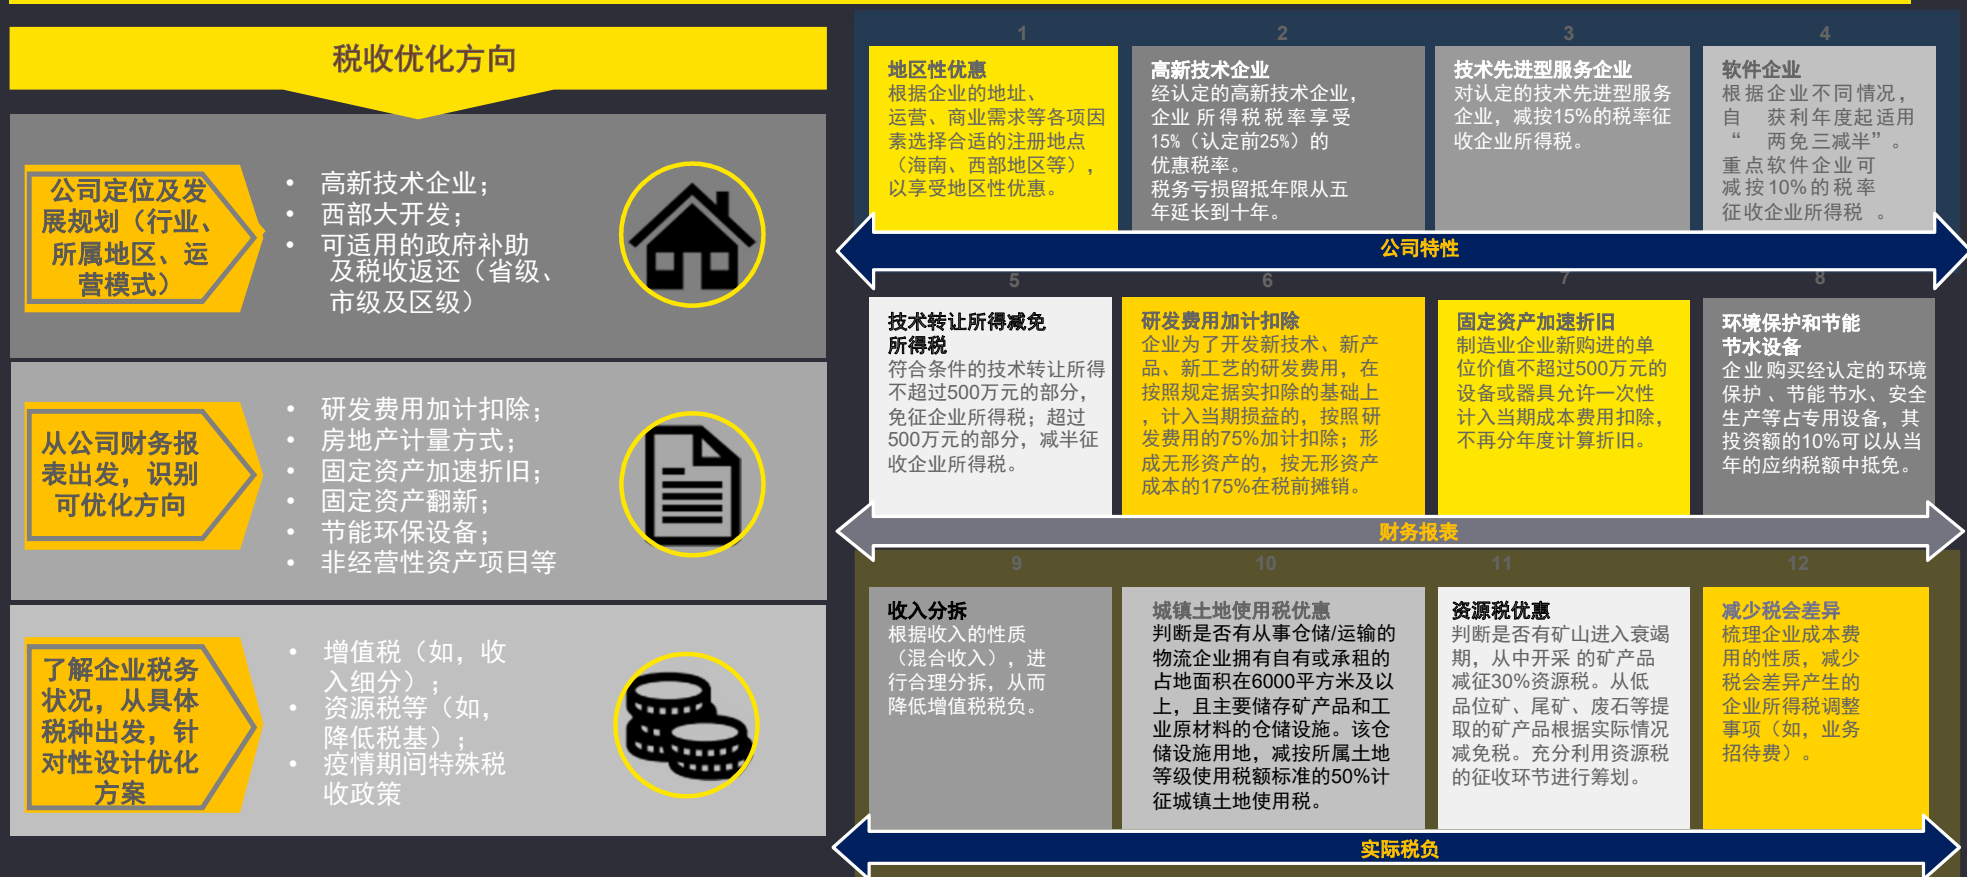 税收优化方向
公司定位及发
展规划（行业、
所属地区、运
营模式）
• 高新技术企业；
• 西部大开发；
• 可适用的政府补助
及税收返还（省级、
市级及区级）
从公司财务报
表出发，识别
可优化方向
• 研发费用加计扣除；
• 房地产计量方式；
• 固定资产加速折旧；
• 固定资产翻新；
• 节能环保设备；
• 非经营性资产项目等
了解企业税务
状况，从具体
税种出发，针
对性设计优化
方案
• 增值税（如，收
入细分）；
• 资源税等（如，
降低税基）；
• 疫情期间特殊税
收政策
1
地区性优惠
根据企业的地址、
运营、商业需求等各项因
素选择合适的注册地点
（海南、西部地区等），
以享受地区性优惠。
2
高新技术企业
经认定的高新技术企业，
企业 所得税税率享受
15%（认定前25%）的
优惠税率。
税务亏损留抵年限从五
年延长到十年。
3
技术先进型服务企业
对认定的技术先进型服务
企业，减按15%的税率征
收企业所得税。
4
软件企业
根据企业不同情况，
自 获利年度起适用
“ 两免三减半”。
重点软件企业可
减按10%的税率
征收企业所得税 。
公司特性
5
技术转让所得减免
所得税
符合条件的技术转让所得
不超过500万元的部分，
免征企业所得税；超过
500万元的部分，减半征
收企业所得税。
6
研发费用加计扣除
企业为了开发新技术、新产
品、新工艺的研发费用，在
按照规定据实扣除的基础上
，计入当期损益的，按照研
发费用的75%加计扣除；形
成无形资产的，按无形资产
成本的175%在税前摊销。
7
固定资产加速折旧
制造业企业新购进的单
位价值不超过500万元的
设备或器具允许一次性
计入当期成本费用扣除，
不再分年度计算折旧。
8
环境保护和节能
节水设备
企业购买经认定的环境
保护 、节能节水、安全
生产等占专用设备，其
投资额的10%可以从当
年的应纳税额中抵免。
财务报表
9
收入分拆
根据收入的性质
（混合收入），进
行合理分拆，从而
降低增值税税负。
10
城镇土地使用税优惠
判断是否有从事仓储/运输的
物流企业拥有自有或承租的
占地面积在6000平方米及以
上，且主要储存矿产品和工
业原材料的仓储设施。该仓
储设施用地，减按所属土地
等级使用税额标准的50%计
征城镇土地使用税。
11
资源税优惠
判断是否有矿山进入衰竭
期，从中开采 的矿产品
减征30%资源税。从低
品位矿、尾矿、废石等提
取的矿产品根据实际情况
减免税。充分利用资源税
的征收环节进行筹划。
12
减少税会差异
梳理企业成本费
用的性质，减少
税会差异产生的
企业所得税调整
事项（如，业务
招待费）。
实际税负